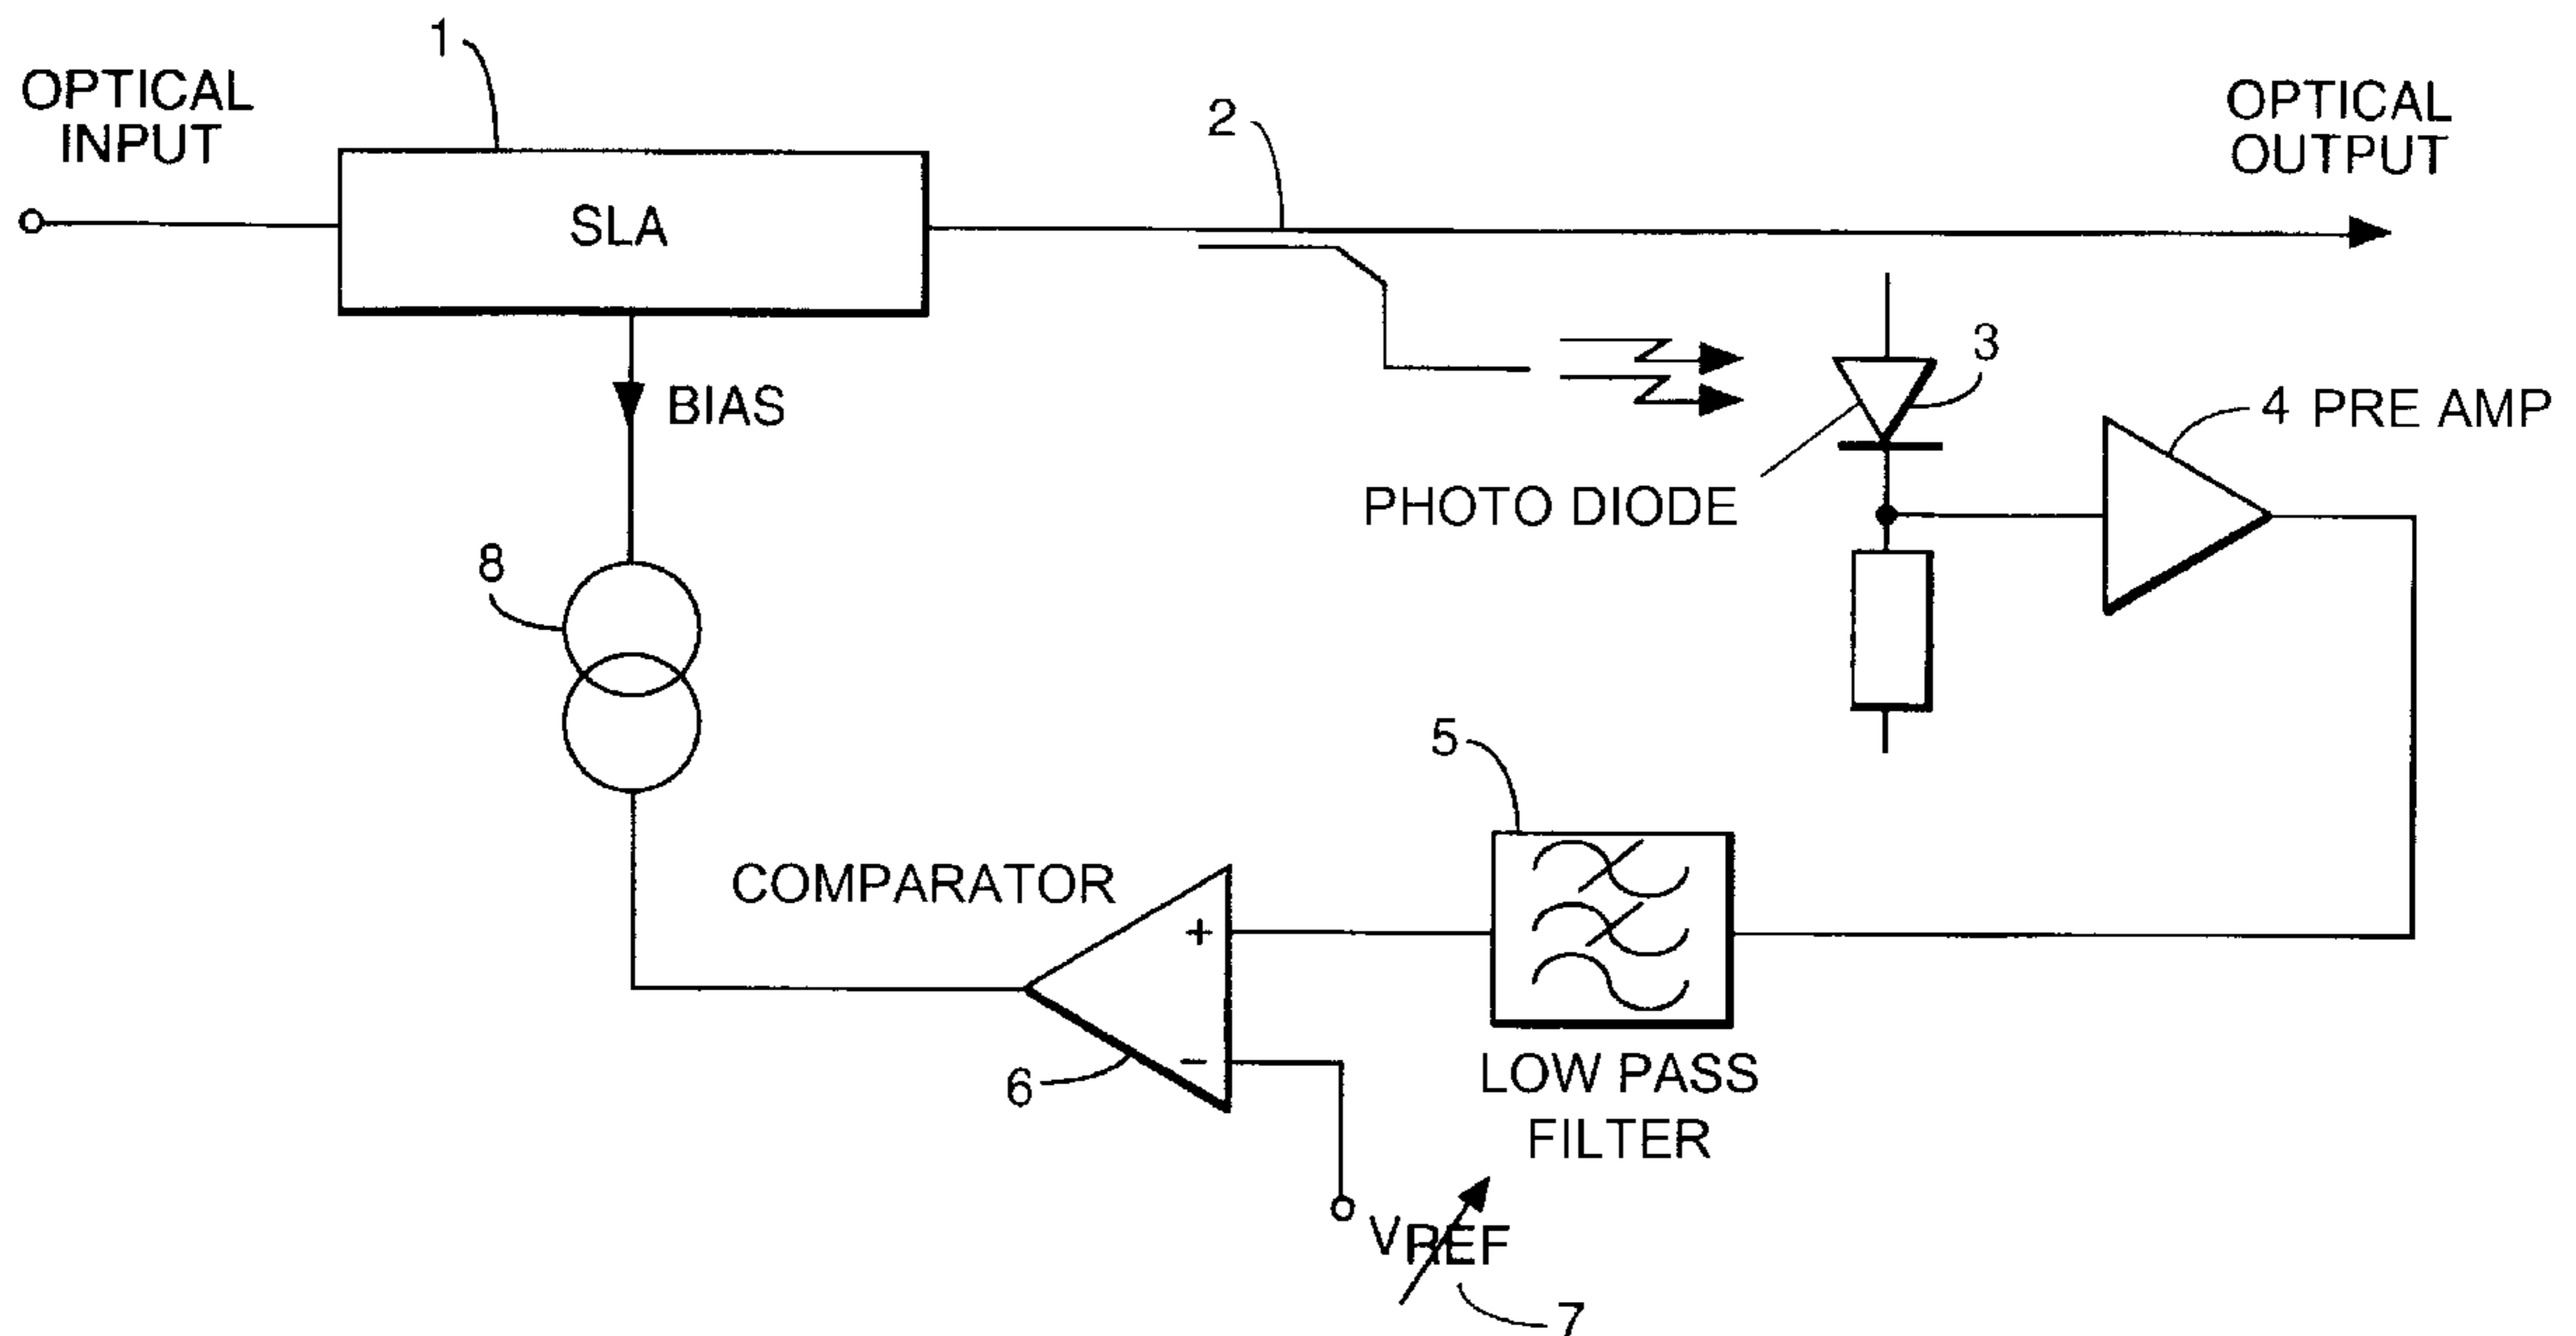 1
OPTICAL
INPUT
SLA
2
OPTICAL
OUTPUT
BIAS
3
4 PRE AMP
PHOTO DIODE
8
5
COMPARATOR
+
−
6
LOW PASS
FILTER
VREF
7